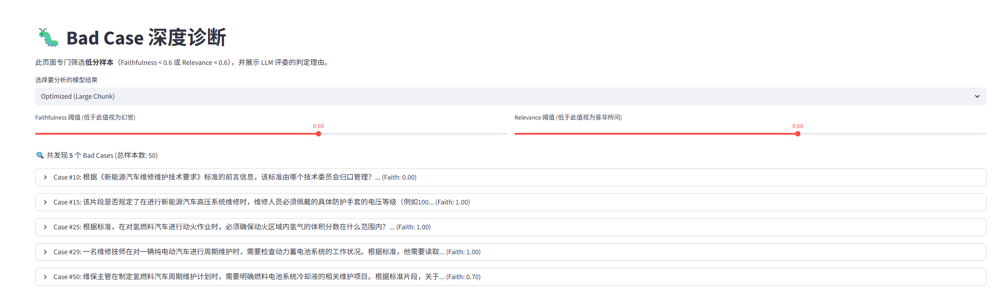 Bad Case 深度诊断
此页面专门筛选低分样本（Faithfulness < 0.6 或 Relevance < 0.6），并展示 LLM 评委的判定理由。
选择要分析的模型结果
Optimized (Large Chunk)
Faithfulness 阈值 (低于此值视为幻觉)
0.60
Relevance 阈值 (低于此值视为答非所问)
0.60
共发现 5 个 Bad Cases (总样本数: 50)
Case #10: 根据《新能源汽车维修维护技术要求》标准的前言信息，该标准由哪个技术委员会归口管理？... (Faith: 0.00)
Case #15: 该片段是否规定了在进行新能源汽车高压系统维修时，维修人员必须佩戴的具体防护手套的电压等级（例如100... (Faith: 1.00)
Case #25: 根据标准，在对氢燃料汽车进行动火作业时，必须确保动火区域内氢气的体积分数在什么范围内？... (Faith: 1.00)
Case #29: 一名维修技师在对一辆纯电动汽车进行周期维护时，需要检查动力蓄电池系统的工作状况。根据标准，他需要读取... (Faith: 1.00)
Case #50: 维保主管在制定氢燃料汽车周期维护计划时，需要明确燃料电池系统冷却液的相关维护项目。根据标准片段，关于... (Faith: 0.70)